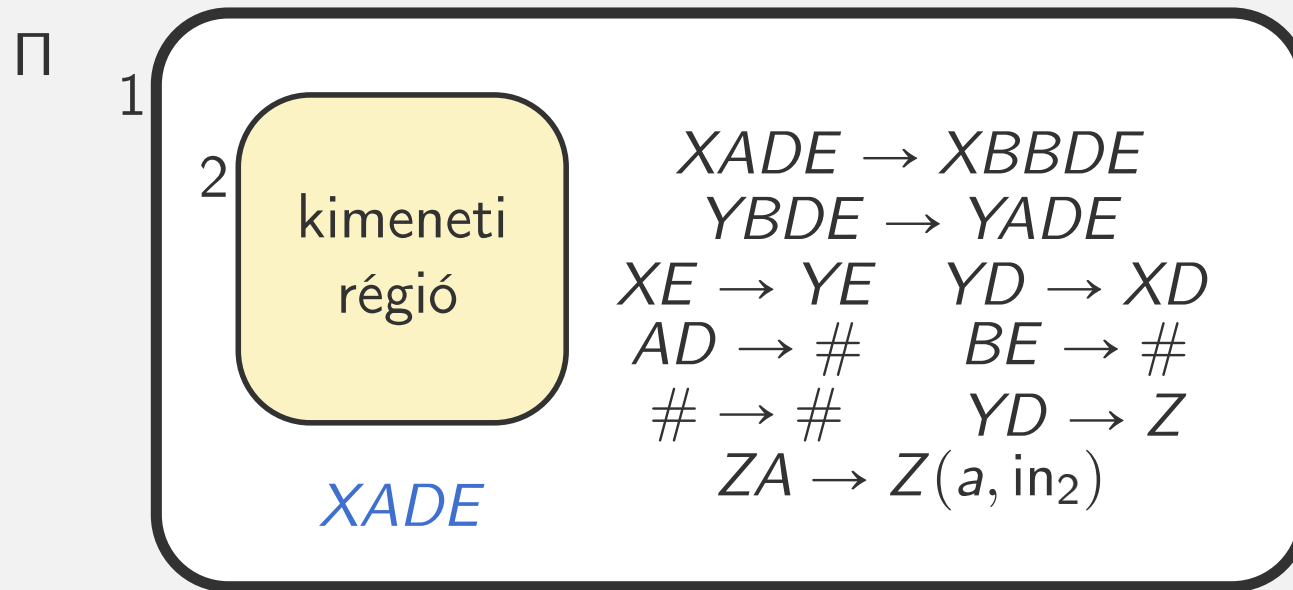 Π
1
2
kimeneti
régió
XADE
XADE → XBBDE
YBDE → YADE
XE → YE YD → XD
AD → # BE → #
# → # YD → Z
ZA → Z(a, in₂)